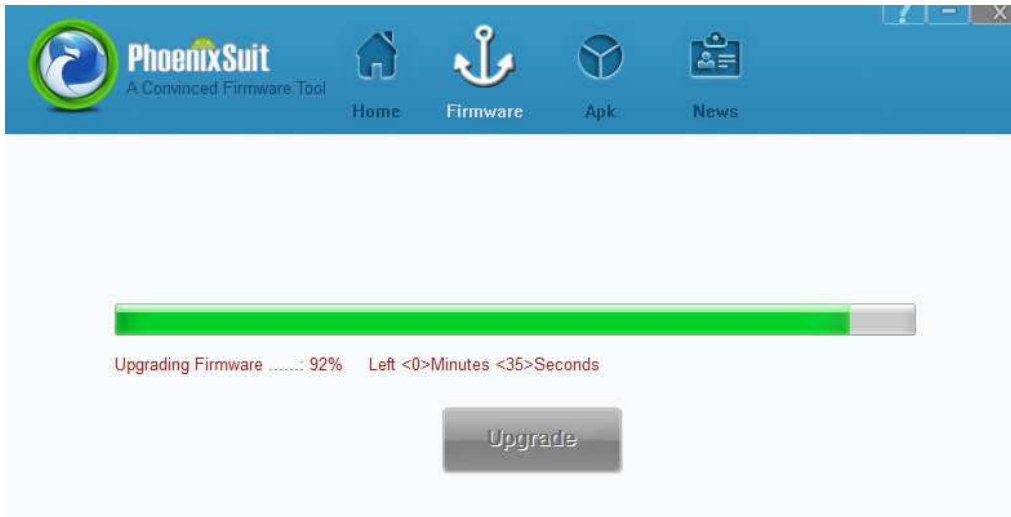 ? – X
PhoenixSuit
A Convinced Firmware Tool
Home Firmware Apk News
Upgrading Firmware ......: 92% Left <0>Minutes <35>Seconds
Upgrade